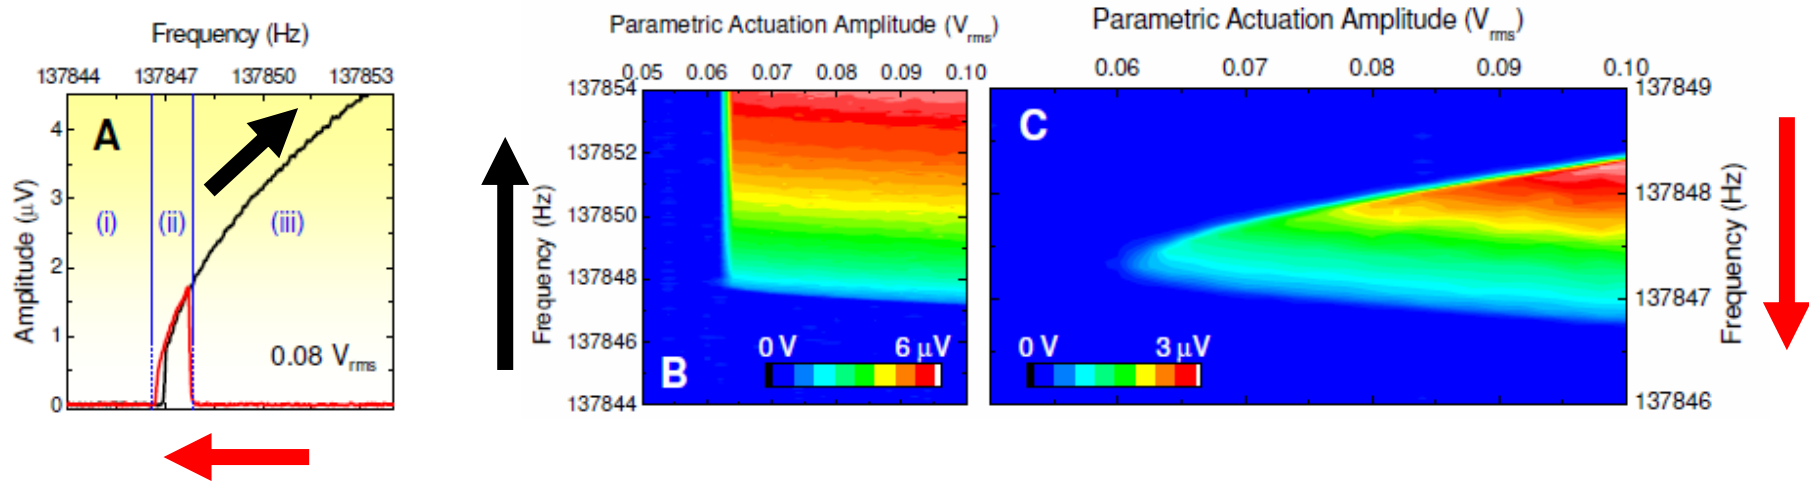 Frequency (Hz)
137844 137847 137850 137853
4
3
2
1
0
Amplitude (μV)
A
(i) (ii) (iii)
0.08 Vrms
Parametric Actuation Amplitude (Vrms)
0.05 0.06 0.07 0.08 0.09 0.10
137854
137852
137850
137848
137846
137844
Frequency (Hz)
0 V 6 μV
B
Parametric Actuation Amplitude (Vrms)
0.06 0.07 0.08 0.09 0.10
C
137849
137848
137847
137846
Frequency (Hz)
0 V 3 μV